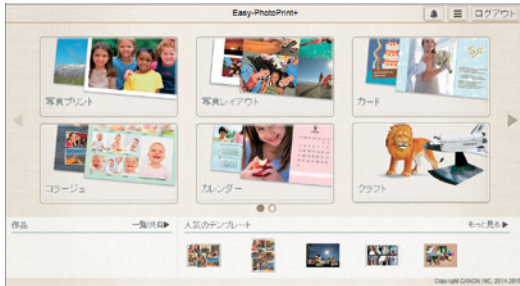 Easy-PhotoPrint+
ログアウト
写真プリント
写真レイアウト
カード
コラージュ
カレンダー
クラフト
作品
一覧/共有▶
人気のテンプレート
もっと見る▶
Copyright CANON INC. 2014-2015